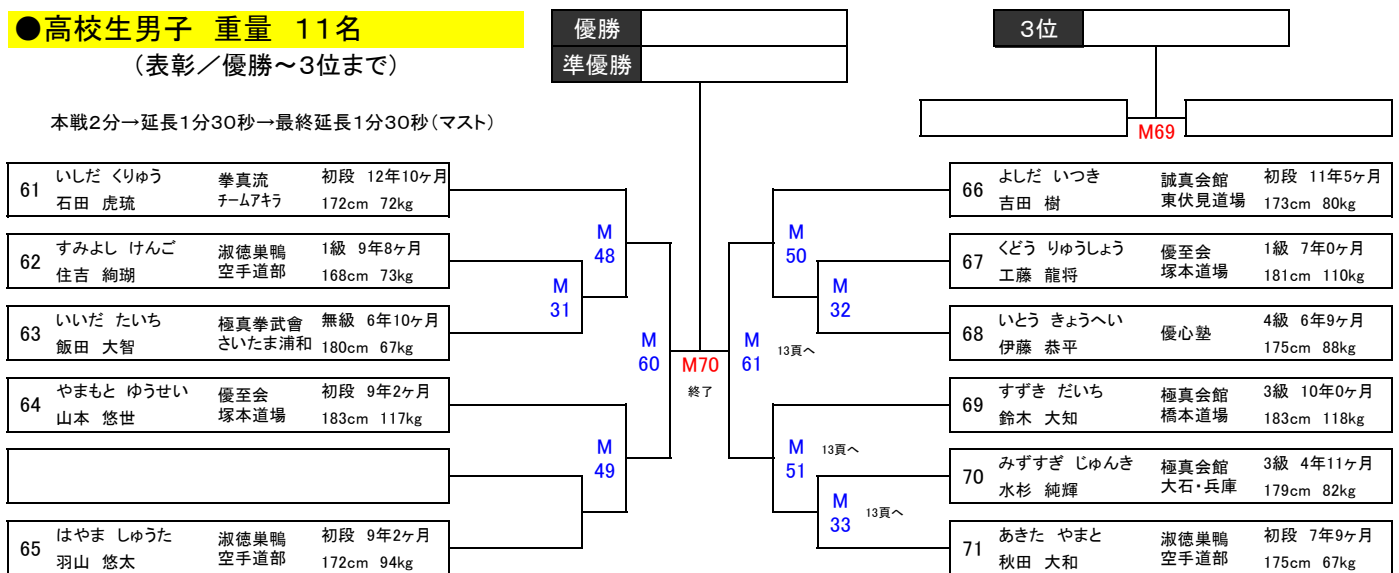 ●高校生男子 重量 11名
(表彰／優勝～3位まで)
本戦2分→延長1分30秒→最終延長1分30秒(マスト)
優勝
準優勝
3位
M69
61 いしだ くりゅう 拳真流 初段 12年10ヶ月
石田 虎琉 チームアキラ 172cm 72kg
62 すみよし けんご 淑徳巣鴨 1級 9年8ヶ月
住吉 絢瑚 空手道部 168cm 73kg
63 いいだ たいち 極真拳武會 無級 6年10ヶ月
飯田 大智 さいたま浦和 180cm 67kg
64 やまもと ゆうせい 優至会 初段 9年2ヶ月
山本 悠世 塚本道場 183cm 117kg
65 はやま しゅうた 淑徳巣鴨 初段 9年2ヶ月
羽山 悠太 空手道部 172cm 94kg
M
48
M
31
M
60
M
49
M70
終了
M
61
13頁へ
M
50
M
32
M
51
13頁へ
M
33
13頁へ
66 よしだ いつき 誠真会館 初段 11年5ヶ月
吉田 樹 東伏見道場 173cm 80kg
67 くどう りゅうしょう 優至会 1級 7年0ヶ月
工藤 龍将 塚本道場 181cm 110kg
68 いとう きょうへい 優心塾 4級 6年9ヶ月
伊藤 恭平 175cm 88kg
69 すずき だいち 極真会館 3級 10年0ヶ月
鈴木 大知 橋本道場 183cm 118kg
70 みずすぎ じゅんき 極真会館 3級 4年11ヶ月
水杉 純輝 大石・兵庫 179cm 82kg
71 あきた やまと 淑徳巣鴨 初段 7年9ヶ月
秋田 大和 空手道部 175cm 67kg